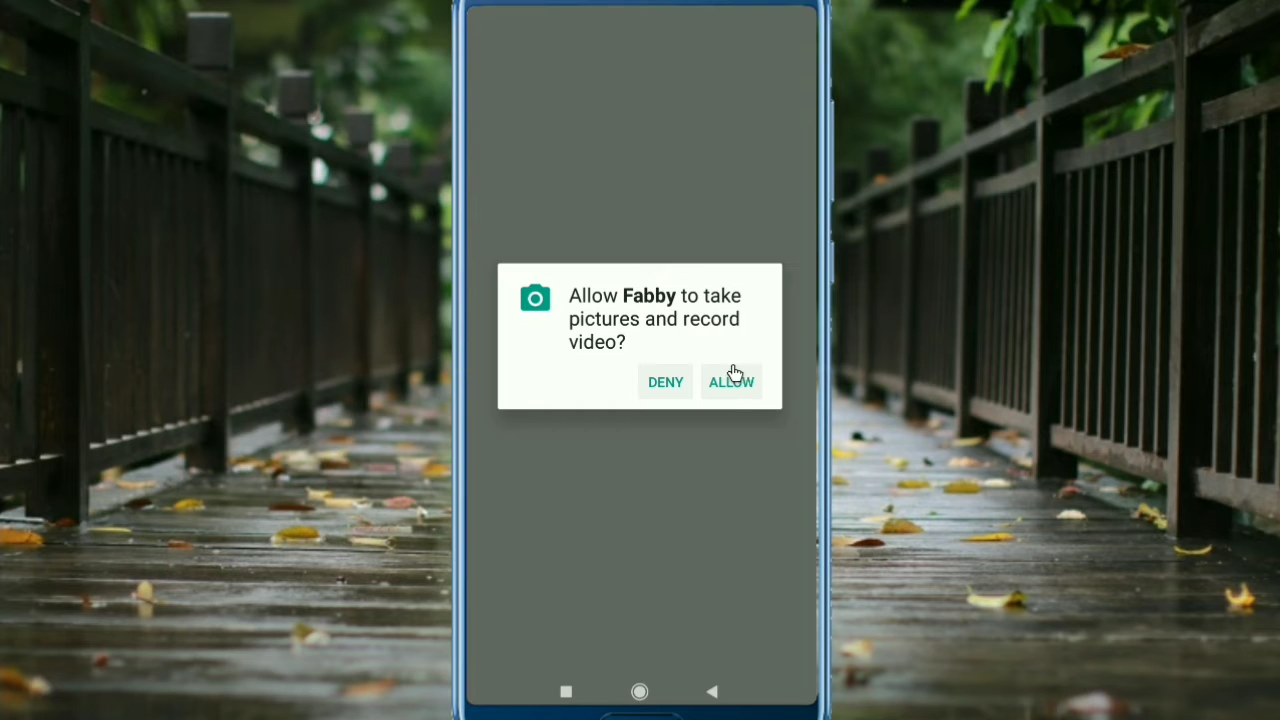 Allow Fabby to take
pictures and record
video?
DENY ALLOW